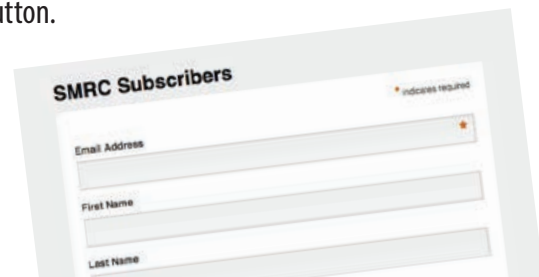 utton.
SMRC Subscribers
* indicates required
Email Address
*
First Name
Last Name